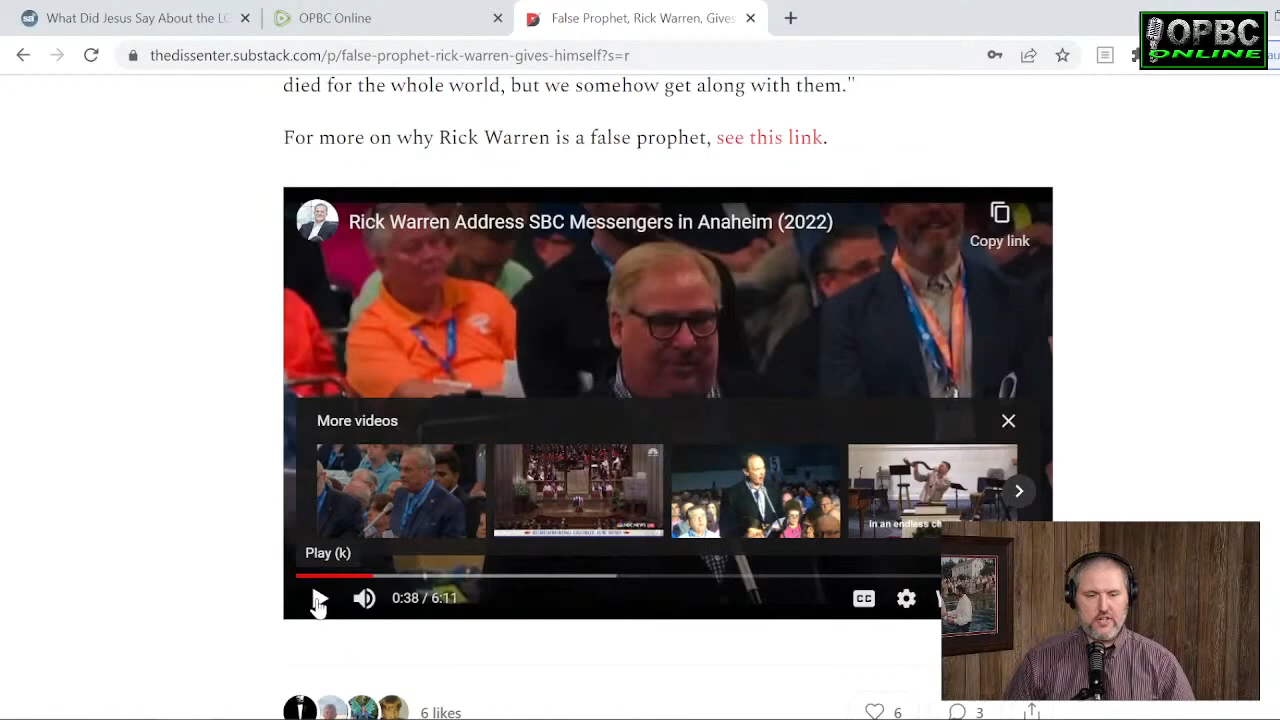 What Did Jesus Say About the LG
OPBC Online
False Prophet, Rick Warren, Gives
OPBC
ONLINE
thedissenter.substack.com/p/false-prophet-rick-warren-gives-himself?s=r
died for the whole world, but we somehow get along with them."
For more on why Rick Warren is a false prophet, see this link.
Rick Warren Address SBC Messengers in Anaheim (2022)
Copy link
More videos
In an endless ch
Play (k)
0:38 / 6:11
CC
6 likes
6
3